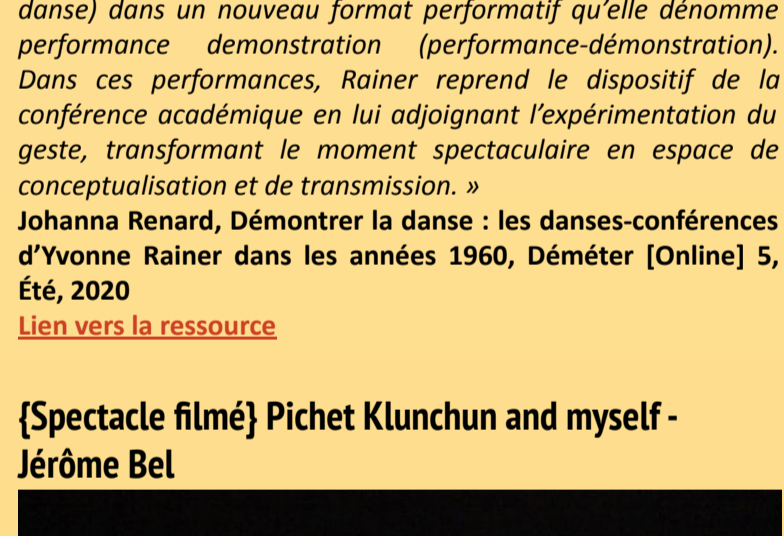 danse) dans un nouveau format performatif qu’elle dénomme
performance demonstration (performance-démonstration).
Dans ces performances, Rainer reprend le dispositif de la
conférence académique en lui adjoignant l’expérimentation du
geste, transformant le moment spectaculaire en espace de
conceptualisation et de transmission. »
Johanna Renard, Démontrer la danse : les danses-conférences
d’Yvonne Rainer dans les années 1960, Déméter [Online] 5,
Été, 2020
Lien vers la ressource
{Spectacle filmé} Pichet Klunchun and myself -
Jérôme Bel